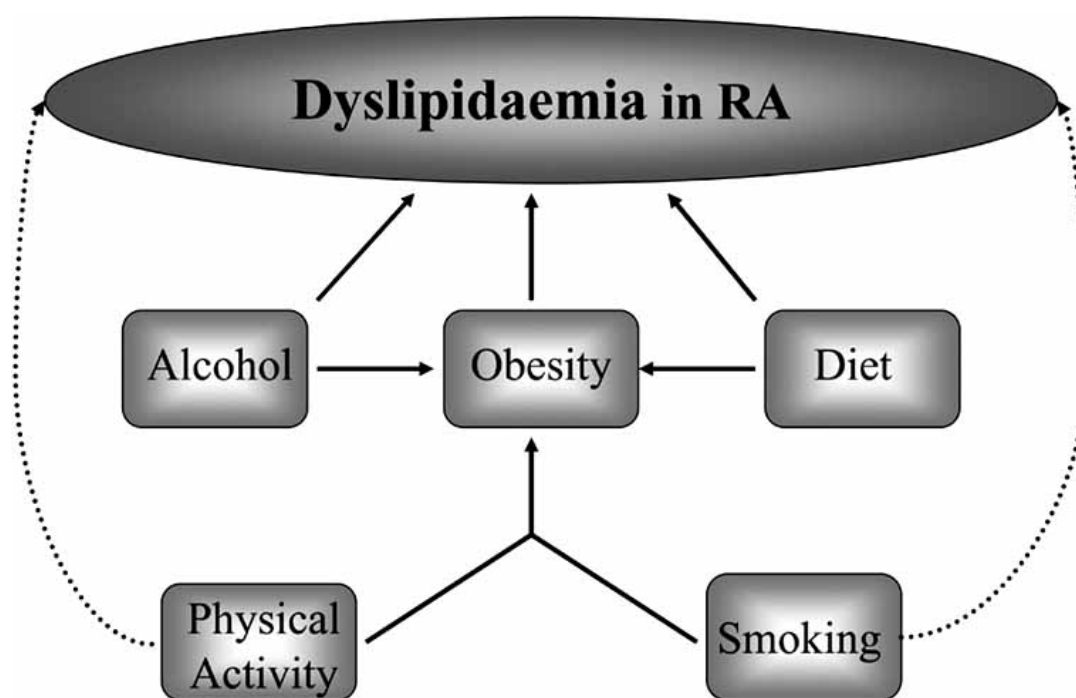 Dyslipidaemia in RA
Alcohol
Obesity
Diet
Physical
Activity
Smoking